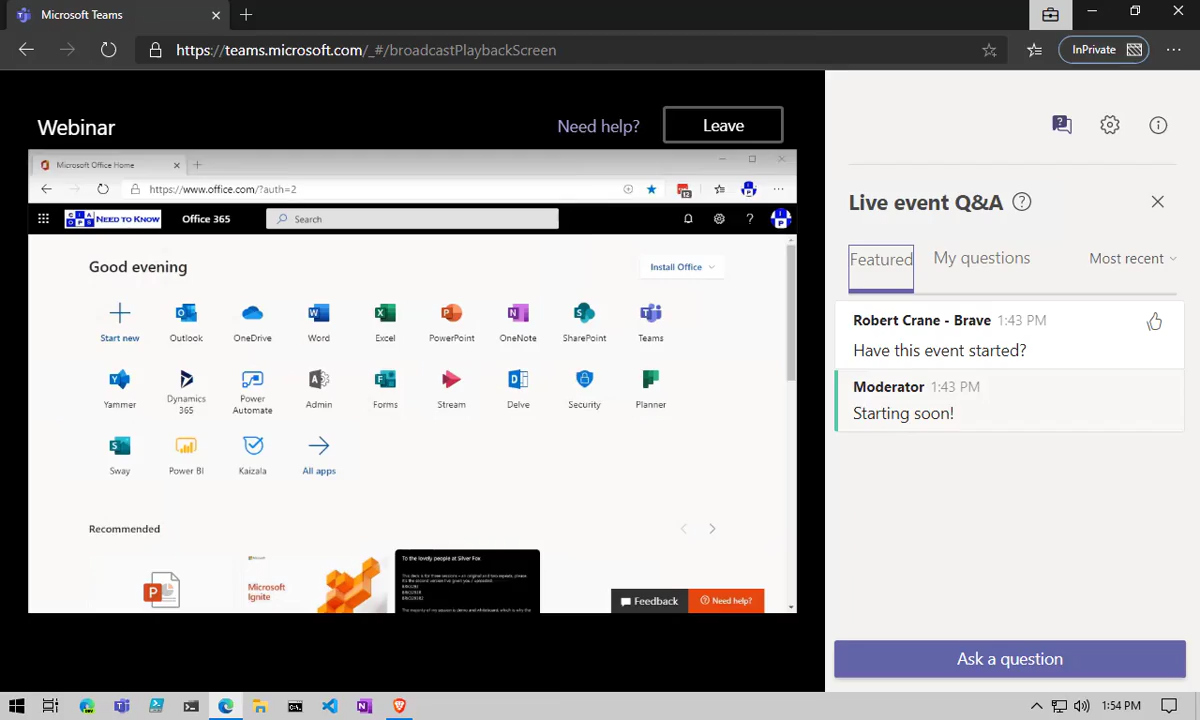 Microsoft Teams
https://teams.microsoft.com/_#/broadcastPlaybackScreen
InPrivate
Webinar
Need help?
Leave
Microsoft Office Home
https://www.office.com/?auth=2
12
CIAOPS NEED TO KNOW
Office 365
Search
Good evening
Install Office
Start new
Outlook
OneDrive
Word
Excel
PowerPoint
OneNote
SharePoint
Teams
Yammer
Dynamics 365
Power Automate
Admin
Forms
Stream
Delve
Security
Planner
Sway
Power BI
Kaizala
All apps
Recommended
Microsoft
Ignite
To the lovely people at Silver Fox
Feedback
Need help?
Live event Q&A
Featured
My questions
Most recent
Robert Crane - Brave 1:43 PM
Have this event started?
Moderator 1:43 PM
Starting soon!
Ask a question
1:54 PM